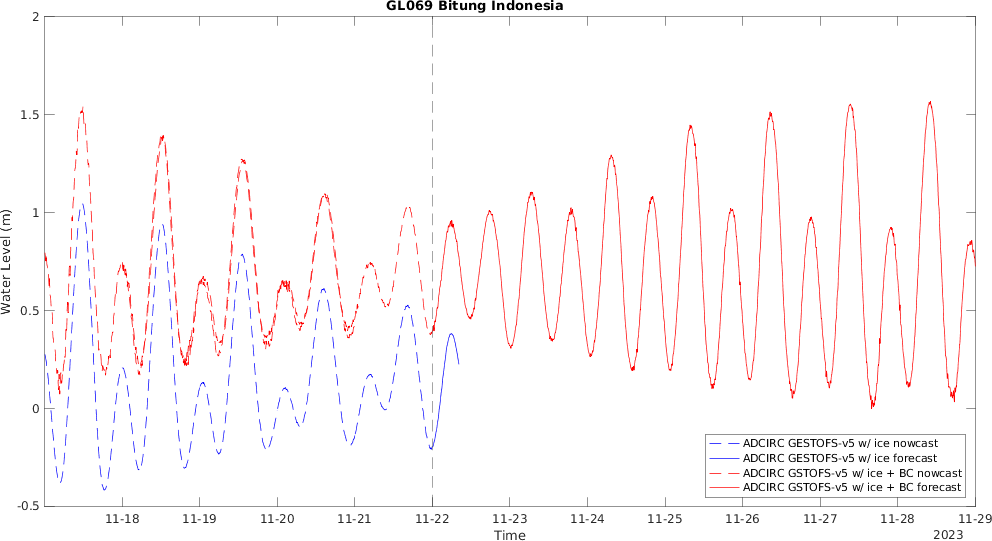 GL069 Bitung Indonesia
Water Level (m)
2
1.5
1
0.5
0
-0.5
ADCIRC GESTOFS-v5 w/ ice nowcast
ADCIRC GESTOFS-v5 w/ ice forecast
ADCIRC GSTOFS-v5 w/ ice + BC nowcast
ADCIRC GSTOFS-v5 w/ ice + BC forecast
11-18 11-19 11-20 11-21 11-22 11-23 11-24 11-25 11-26 11-27 11-28 11-29
Time
2023